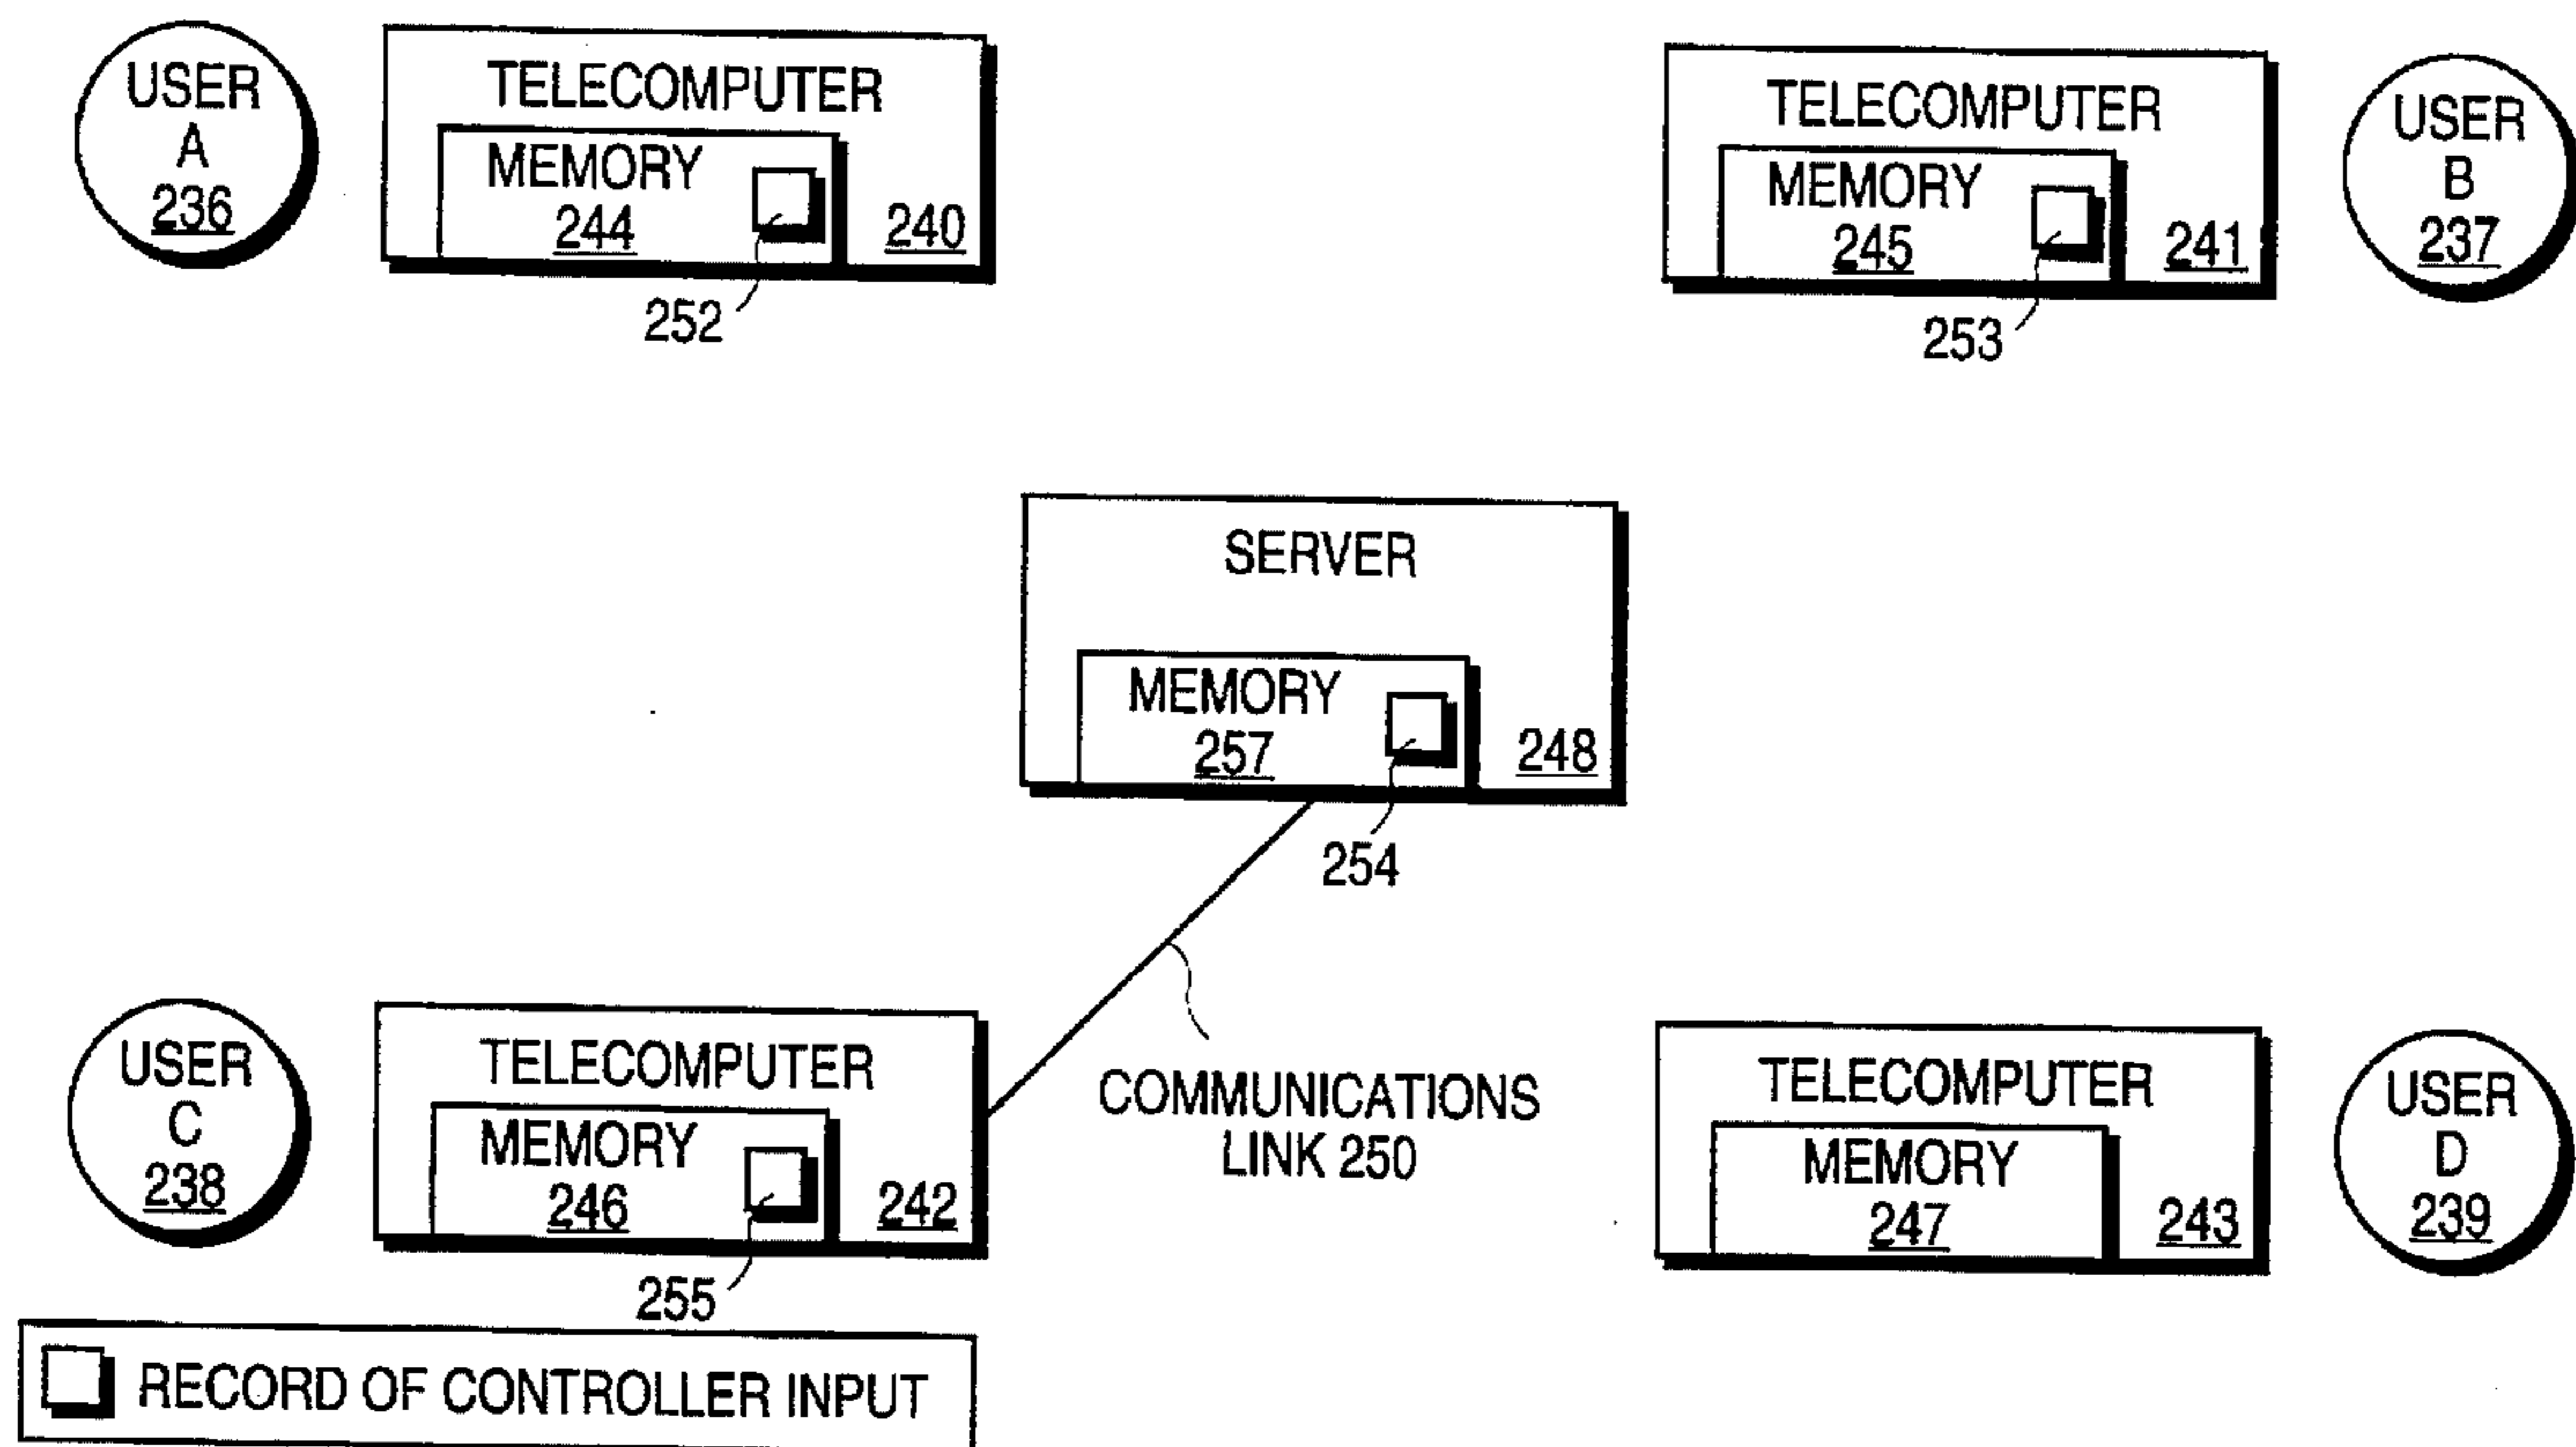 USER
A
236
TELECOMPUTER
MEMORY
244
240
252
TELECOMPUTER
MEMORY
245
241
253
USER
B
237
SERVER
MEMORY
257
248
254
USER
C
238
TELECOMPUTER
MEMORY
246
242
255
COMMUNICATIONS
LINK 250
TELECOMPUTER
MEMORY
247
243
USER
D
239
RECORD OF CONTROLLER INPUT